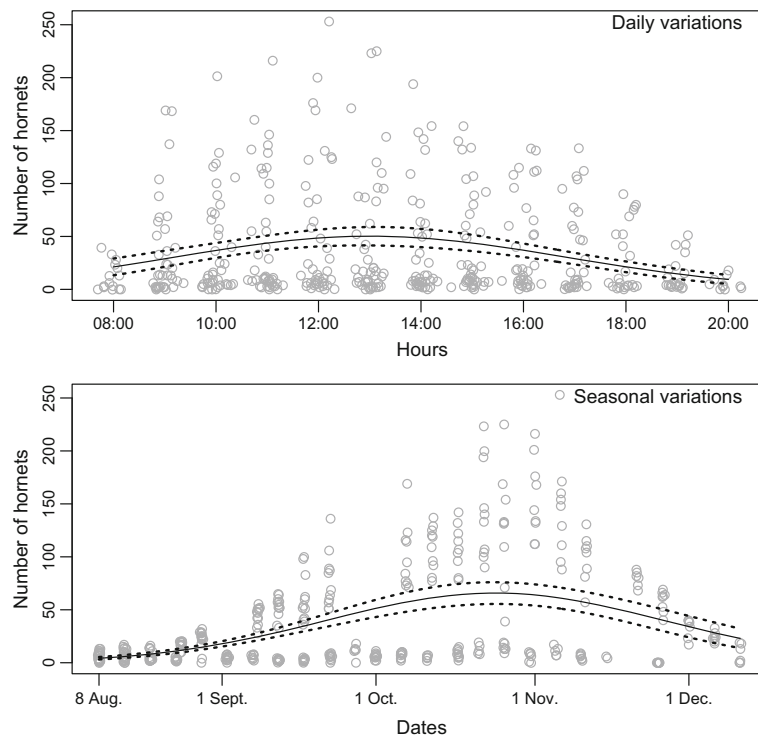 Daily variations
Number of hornets
250
200
150
100
50
0
08:00 10:00 12:00 14:00 16:00 18:00 20:00
Hours
Seasonal variations
Number of hornets
250
200
150
100
50
0
8 Aug. 1 Sept. 1 Oct. 1 Nov. 1 Dec.
Dates